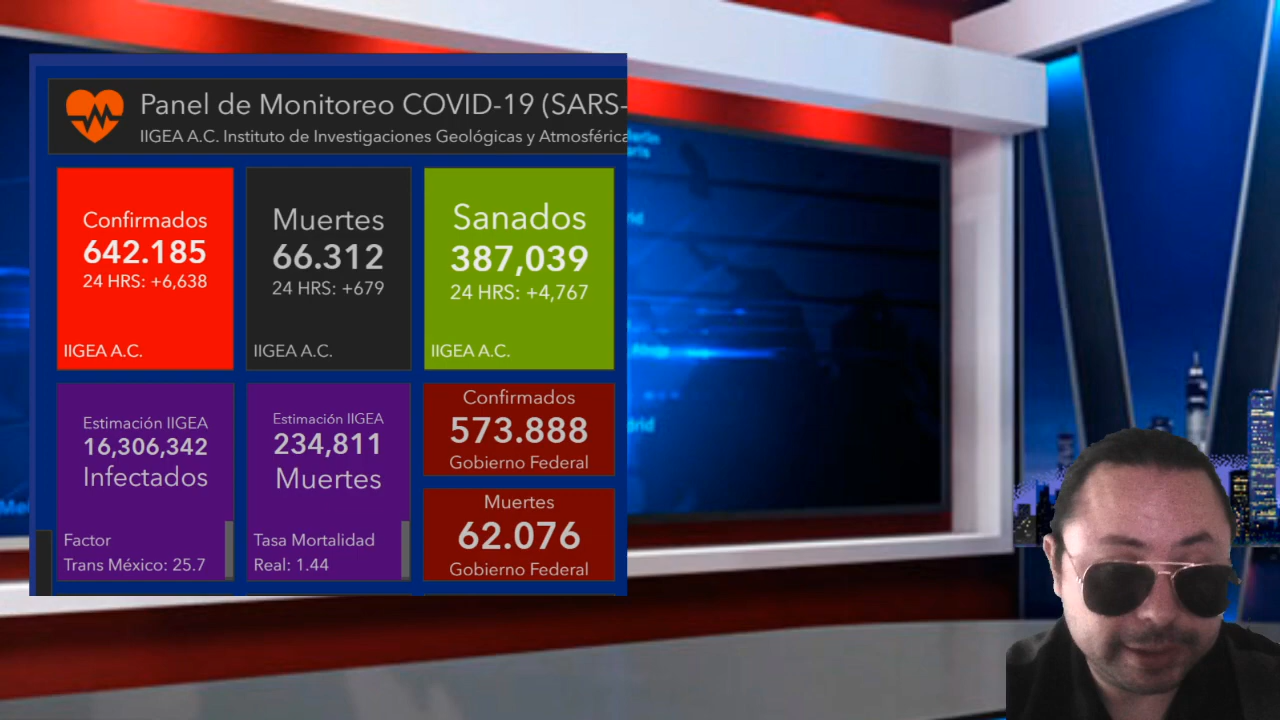 Panel de Monitoreo COVID-19 (SARS-
IIGEA A.C. Instituto de Investigaciones Geológicas y Atmosférica
Confirmados
642.185
24 HRS: +6,638
IIGEA A.C.
Muertes
66.312
24 HRS: +679
IIGEA A.C.
Sanados
387,039
24 HRS: +4,767
IIGEA A.C.
Estimación IIGEA
16,306,342
Infectados
Factor
Trans México: 25.7
Estimación IIGEA
234,811
Muertes
Tasa Mortalidad
Real: 1.44
Confirmados
573.888
Gobierno Federal
Muertes
62.076
Gobierno Federal